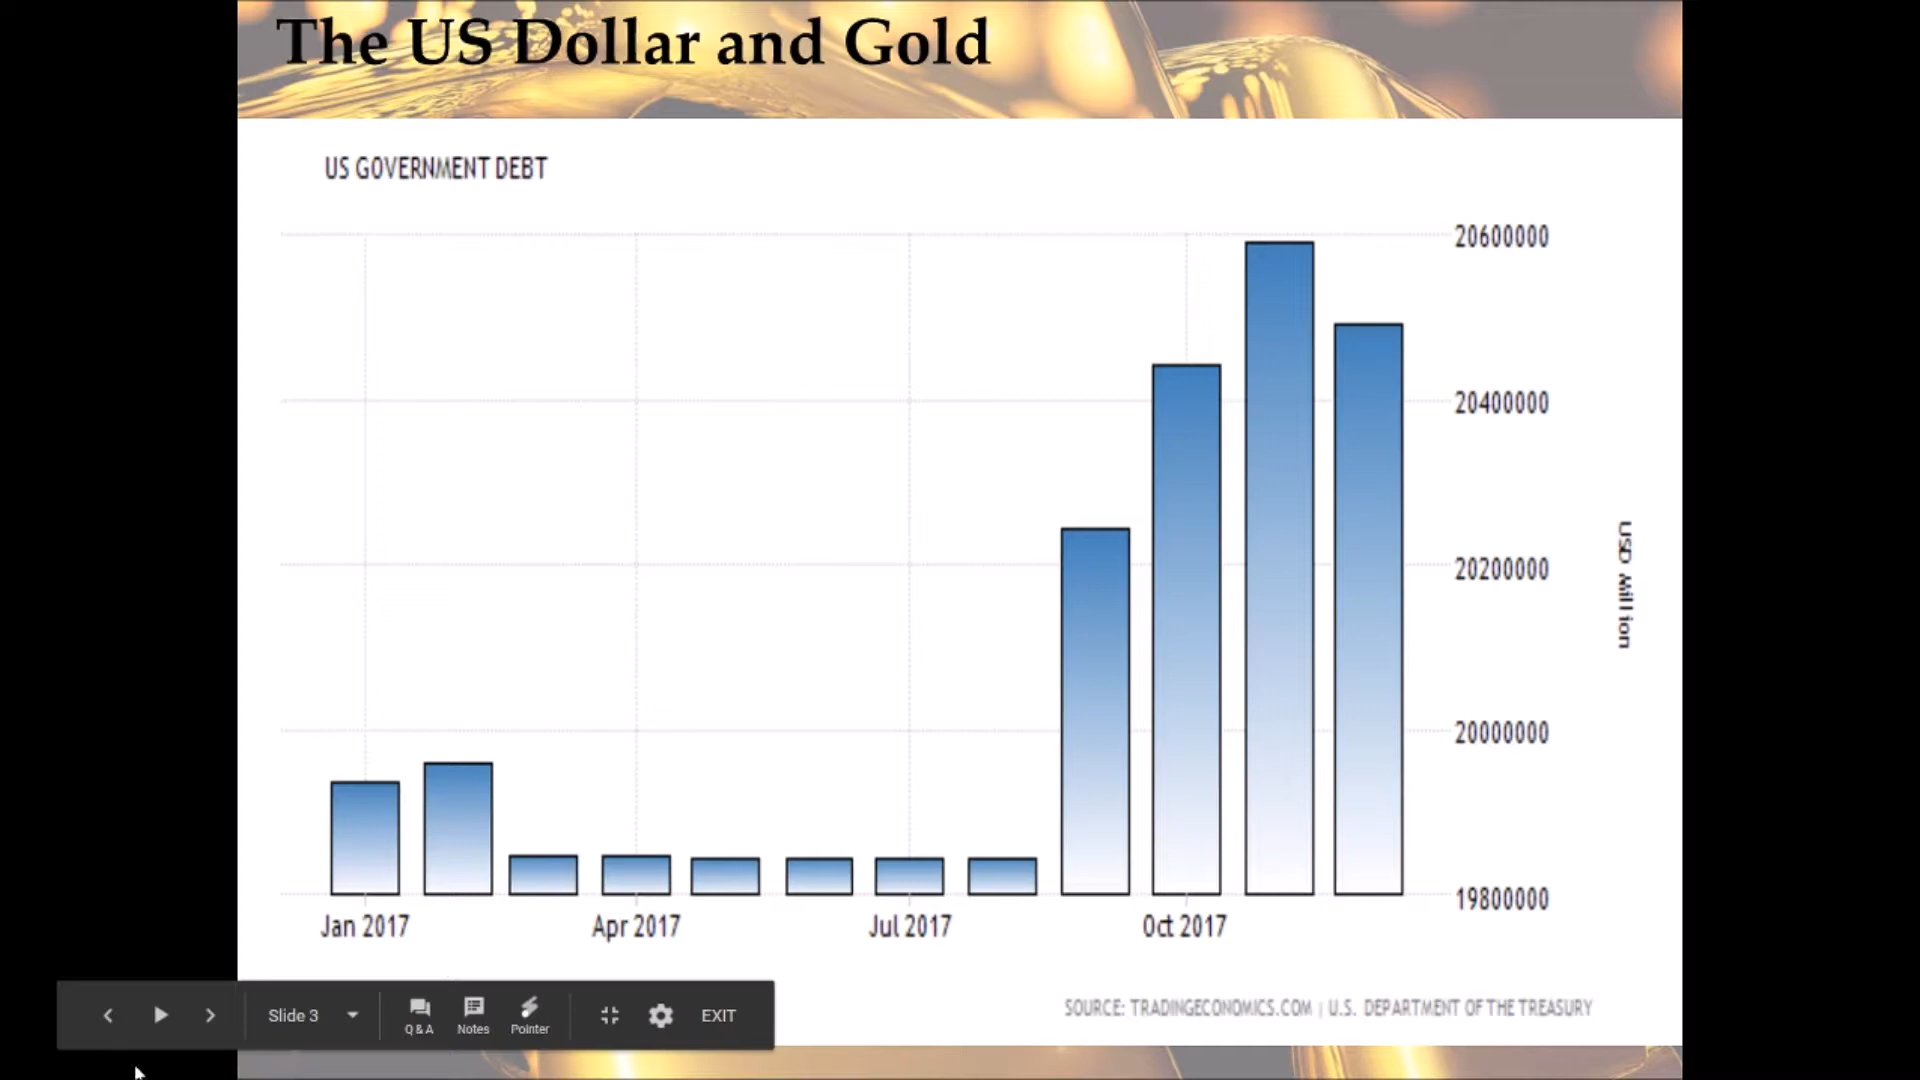 The US Dollar and Gold
US GOVERNMENT DEBT
20600000
20400000
20200000
20000000
19800000
USD Million
Jan 2017 Apr 2017 Jul 2017 Oct 2017
SOURCE: TRADINGECONOMICS.COM | U.S. DEPARTMENT OF THE TREASURY
Slide 3 Q & A Notes Pointer EXIT